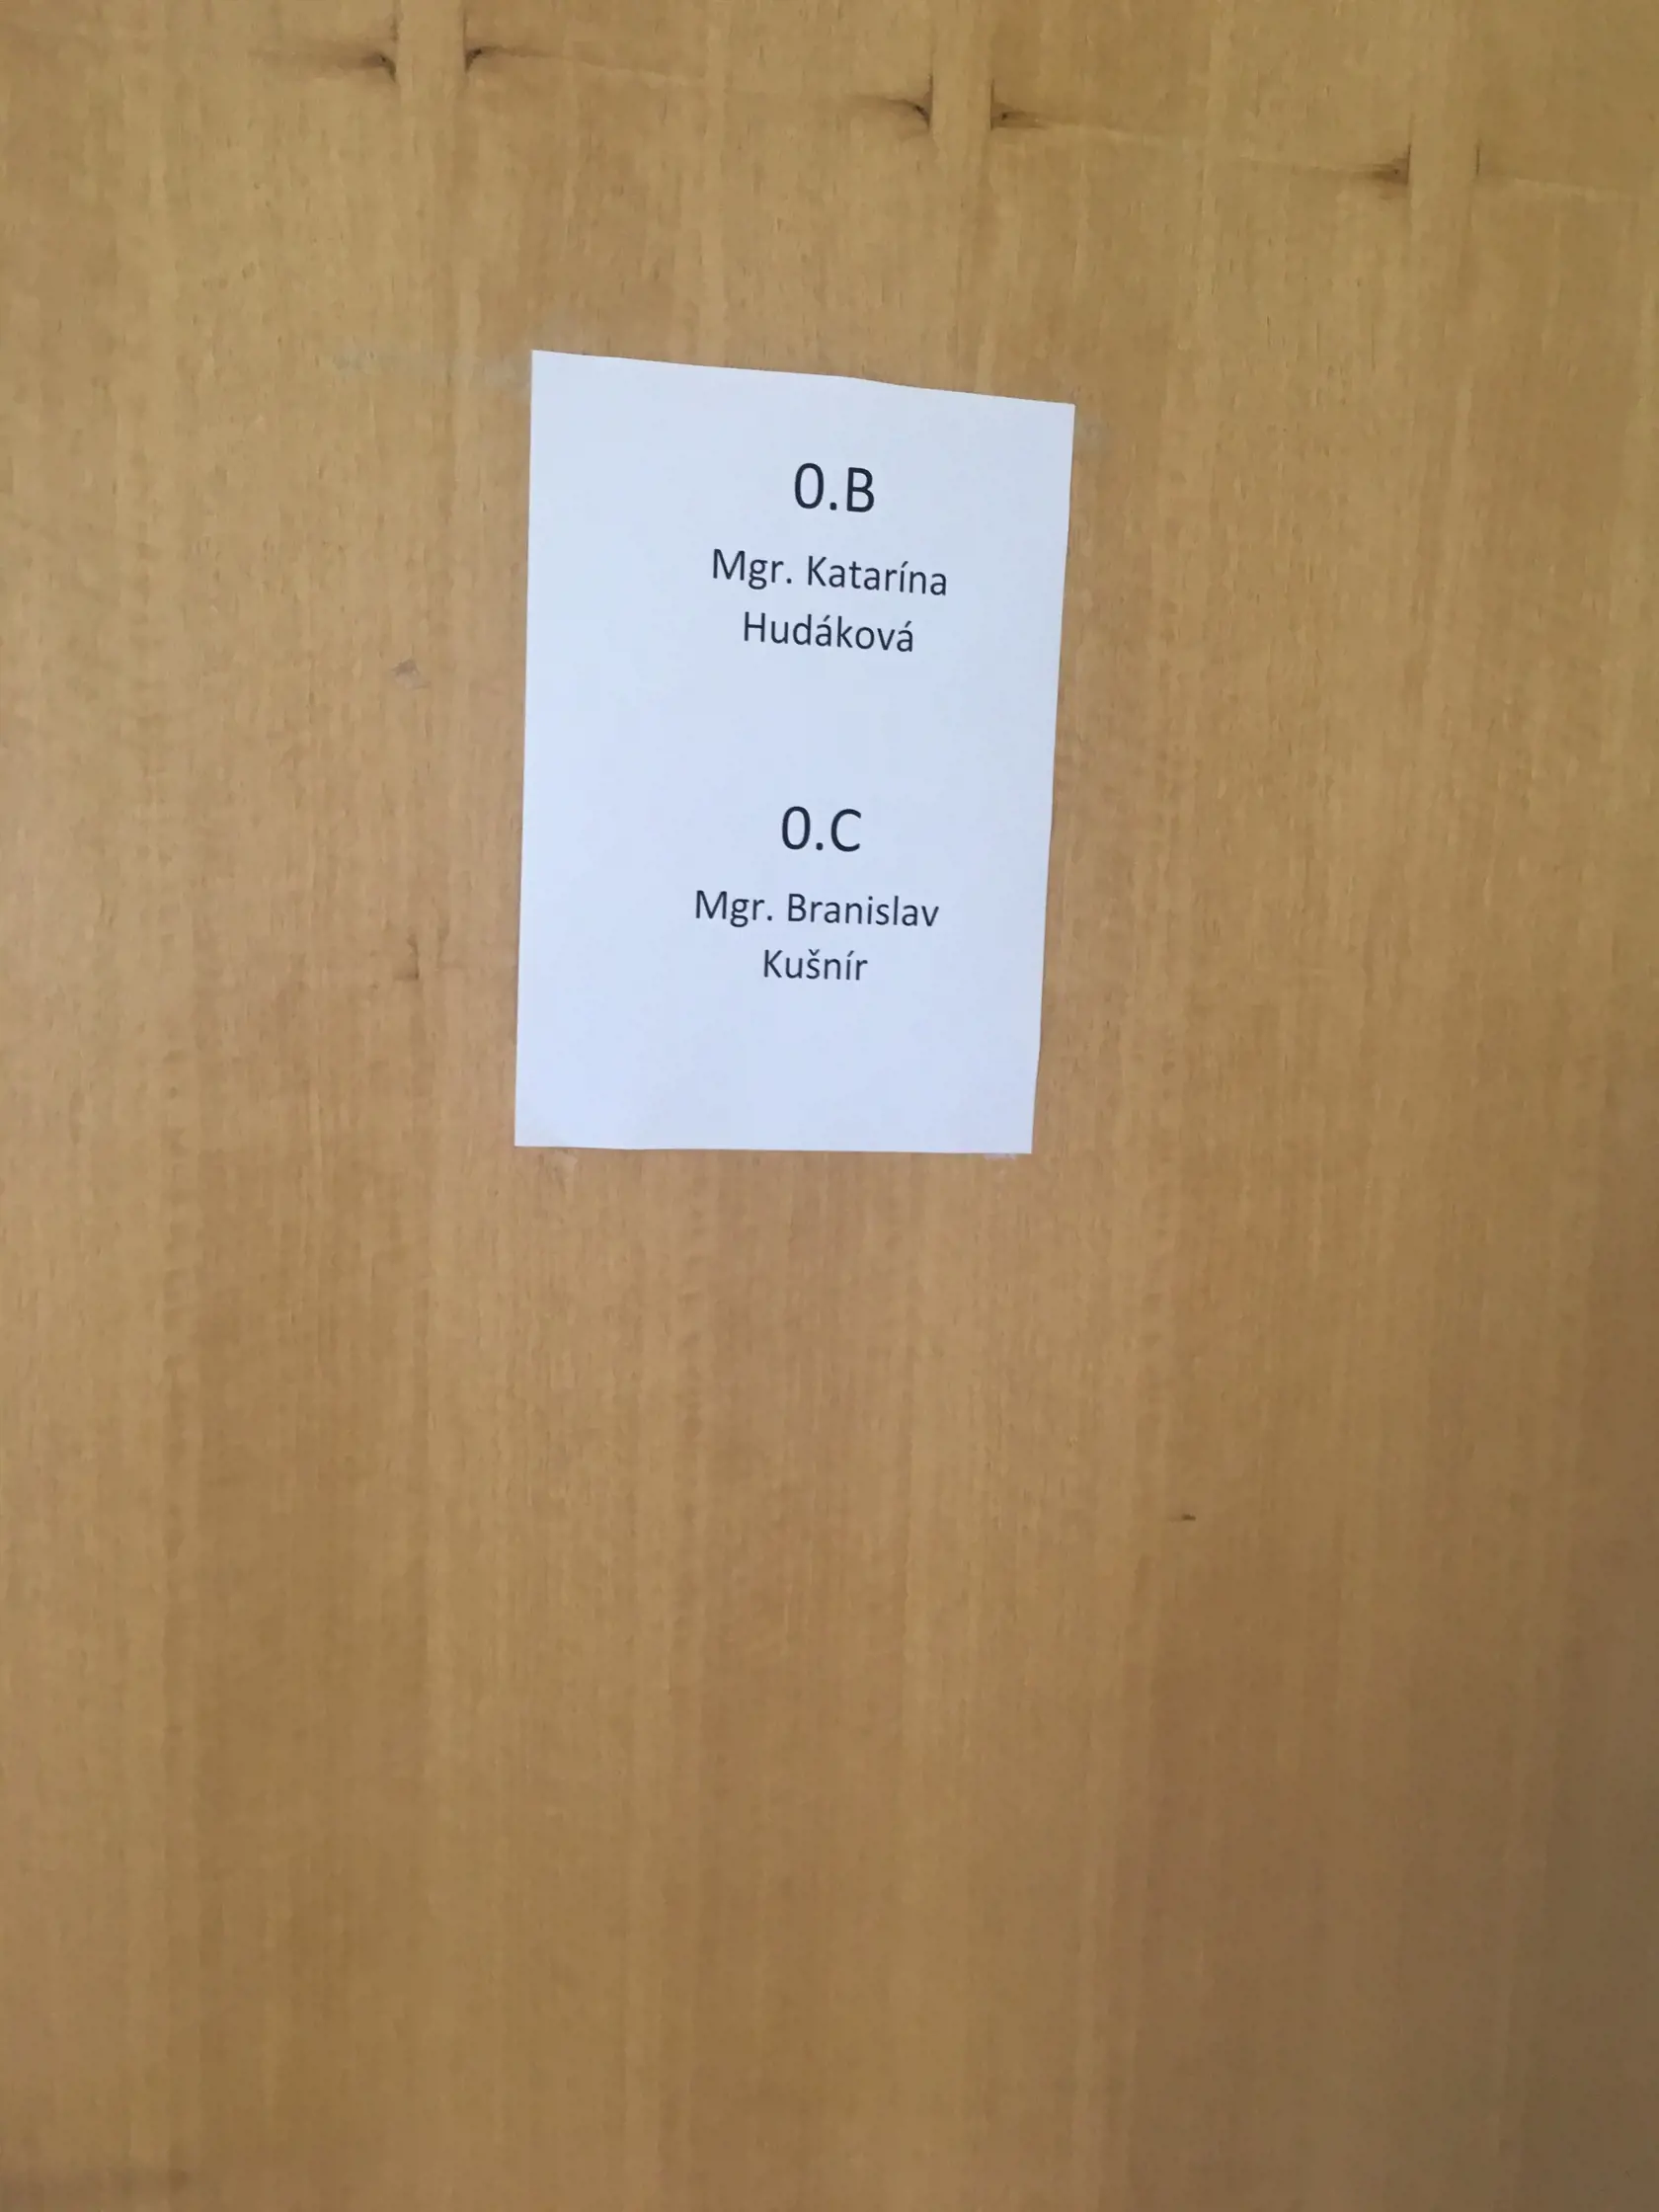 0.B
Mgr. Katarína
Hudáková
0.C
Mgr. Branislav
Kušnír